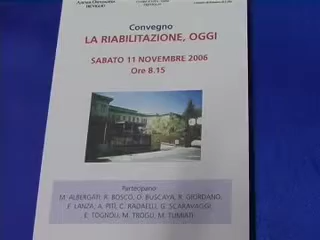 Convegno
LA RIABILITAZIONE, OGGI
SABATO 11 NOVEMBRE 2006
Ore 8.15
Partecipano:
M. ALBERGATI, R. BOSCO, D. BUSCAYA, R. GIORDANO,
F. LANZA, A. PITÌ, C. RADAELLI, G. SCARAVAGGI,
E. TOGNOLI, M. TROGU, M. TUMIATI